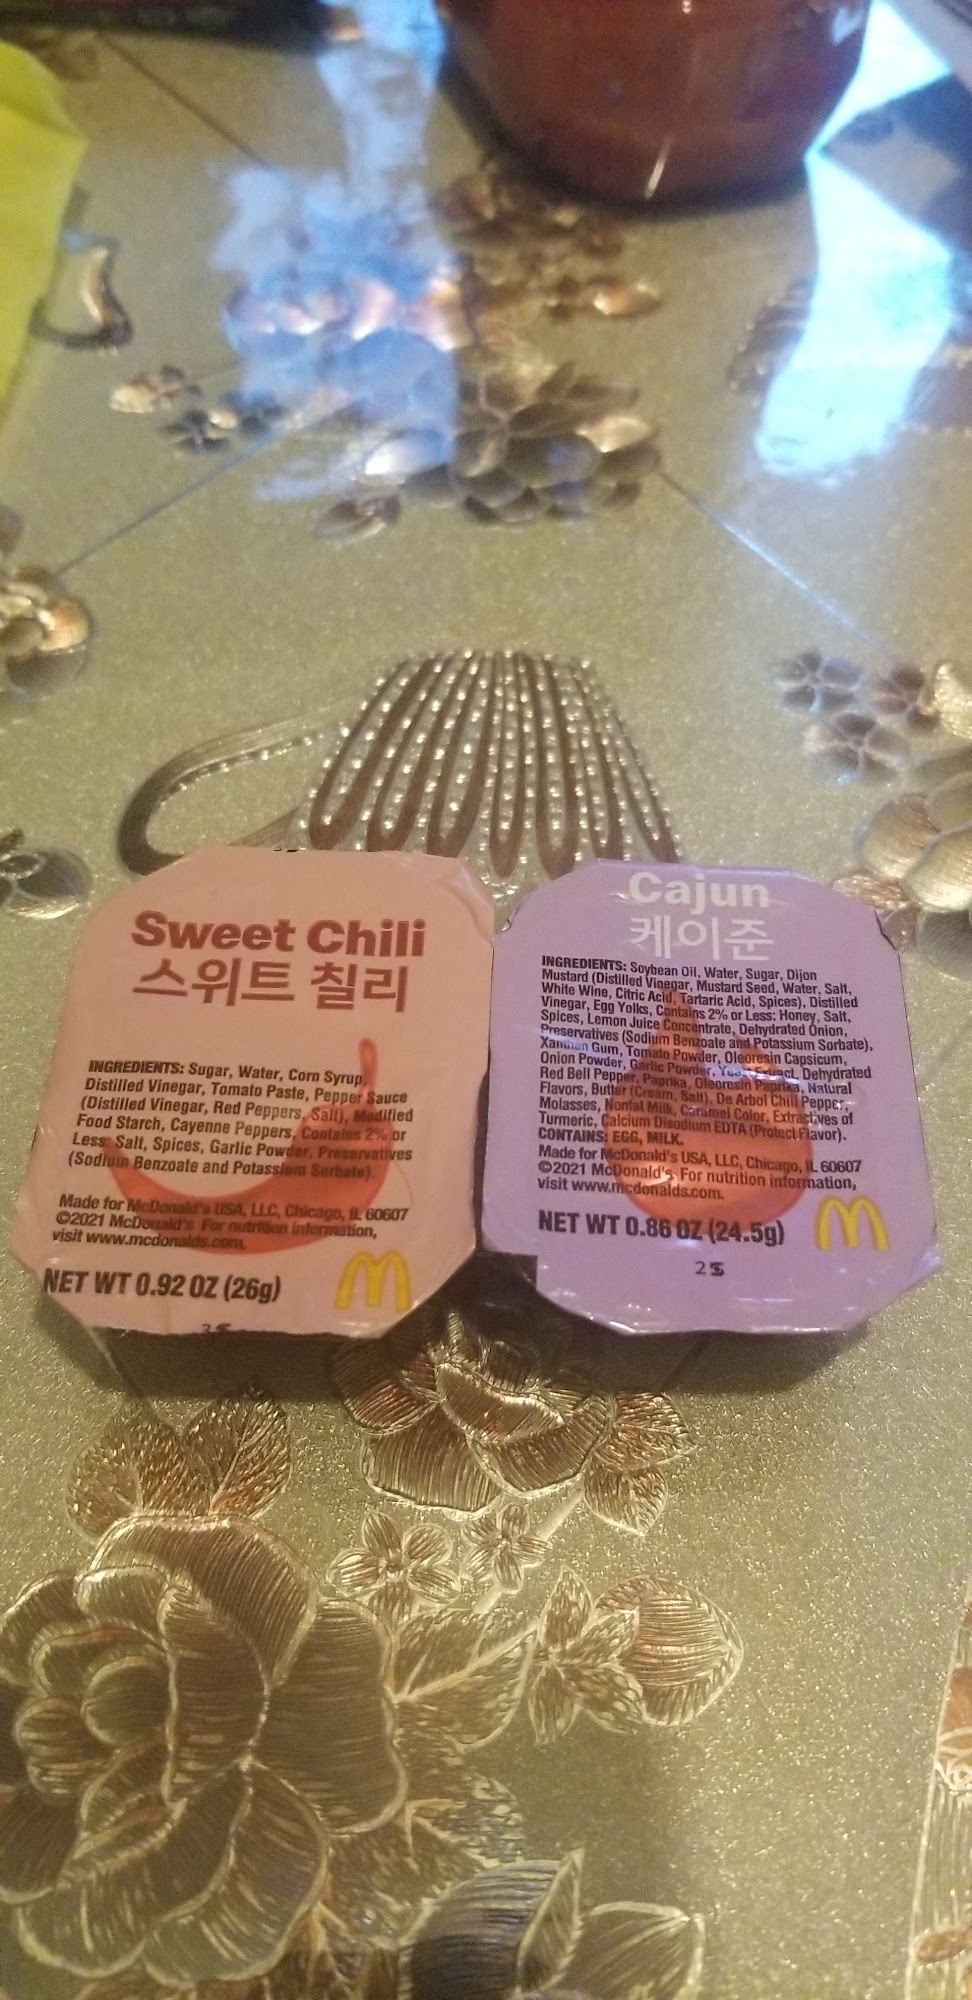 Sweet Chili
스위트 칠리
INGREDIENTS: Sugar, Water, Corn Syrup,
Distilled Vinegar, Tomato Paste, Pepper Sauce
(Distilled Vinegar, Red Peppers, Salt), Modified
Food Starch, Cayenne Peppers, Contains 2% or
Less: Salt, Spices, Garlic Powder, Preservatives
(Sodium Benzoate and Potassium Sorbate).
Made for McDonald's USA, LLC, Chicago, IL 60607
©2021 McDonald's For nutrition information,
visit www.mcdonalds.com.
NET WT 0.92 OZ (26g)
Cajun
케이준
INGREDIENTS: Soybean Oil, Water, Sugar, Dijon
Mustard (Distilled Vinegar, Mustard Seed, Water, Salt,
White Wine, Citric Acid, Tartaric Acid, Spices), Distilled
Vinegar, Egg Yolks, Contains 2% or Less: Honey, Salt,
Spices, Lemon Juice Concentrate, Dehydrated Onion,
Preservatives (Sodium Benzoate and Potassium Sorbate),
Xanthan Gum, Tomato Powder, Oleoresin Capsicum,
Onion Powder, Garlic Powder, Yeast Extract, Dehydrated
Red Bell Pepper, Paprika, Oleoresin Paprika, Natural
Flavors, Butter (Cream, Salt), De Arbol Chili Pepper,
Molasses, Nonfat Milk, Caramel Color, Extractives of
Turmeric, Calcium Disodium EDTA (Protect Flavor).
CONTAINS: EGG, MILK.
Made for McDonald's USA, LLC, Chicago, IL 60607
©2021 McDonald's. For nutrition information,
visit www.mcdonalds.com.
NET WT 0.86 OZ (24.5g)